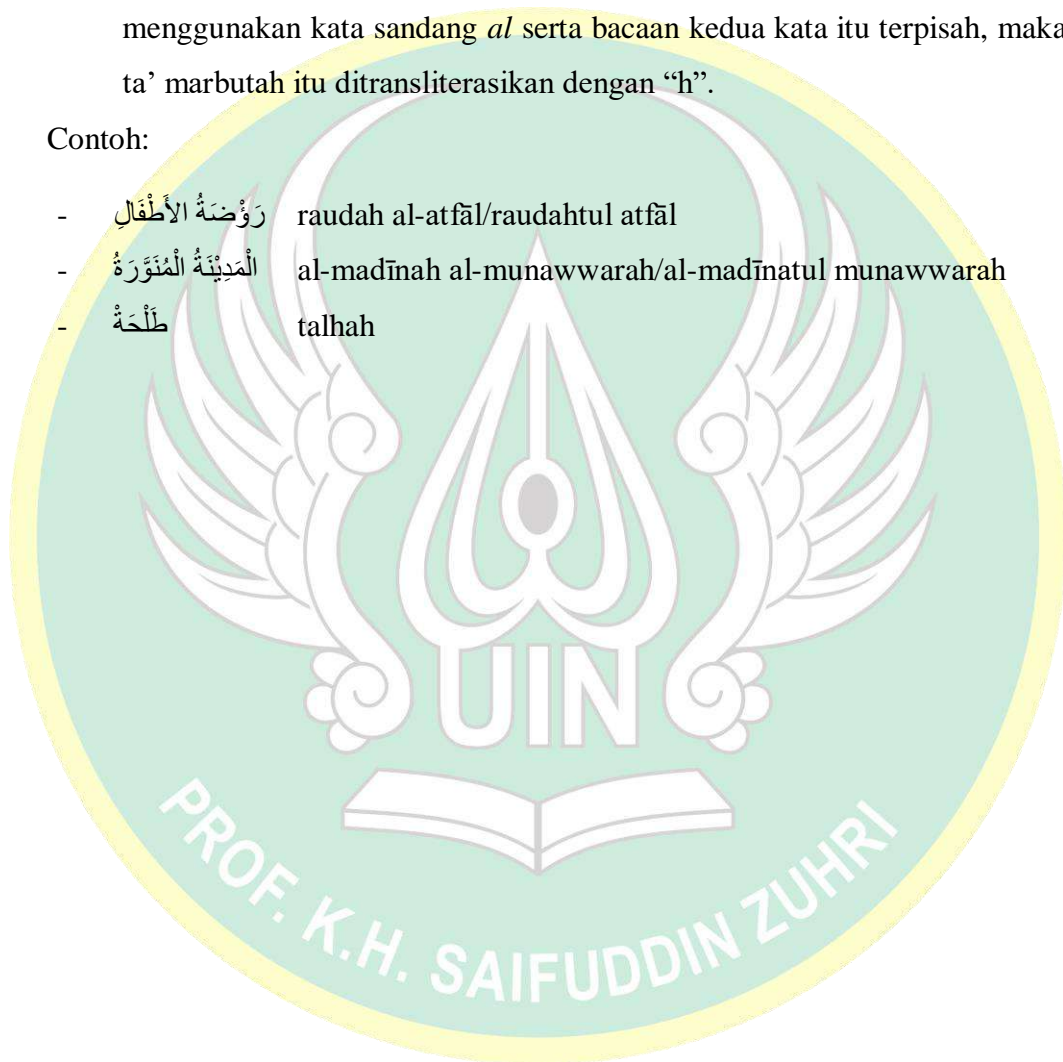 menggunakan kata sandang al serta bacaan kedua kata itu terpisah, maka
ta’ marbutah itu ditransliterasikan dengan “h”.
Contoh:
- رَؤْضَةُ الأَطْفَالِ raudah al-atfāl/raudahtul atfāl
- الْمَدِيْنَةُ الْمُنَوَّرَةُ al-madīnah al-munawwarah/al-madīnatul munawwarah
- طَلْحَةْ talhah
UIN
PROF. K.H. SAIFUDDIN ZUHRI